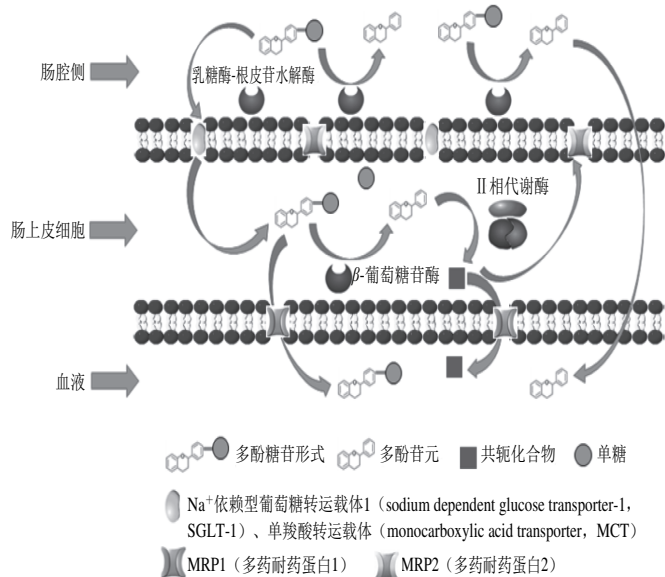 肠腔侧
乳糖酶-根皮苷水解酶
肠上皮细胞
II相代谢酶
β-葡萄糖苷酶
血液
多酚糖苷形式 多酚苷元 共轭化合物 单糖
Na+依赖型葡萄糖转运载体1（sodium dependent glucose transporter-1，
SGLT-1）、单羧酸转运载体（monocarboxylic acid transporter，MCT）
MRP1（多药耐药蛋白1） MRP2（多药药蛋白2）